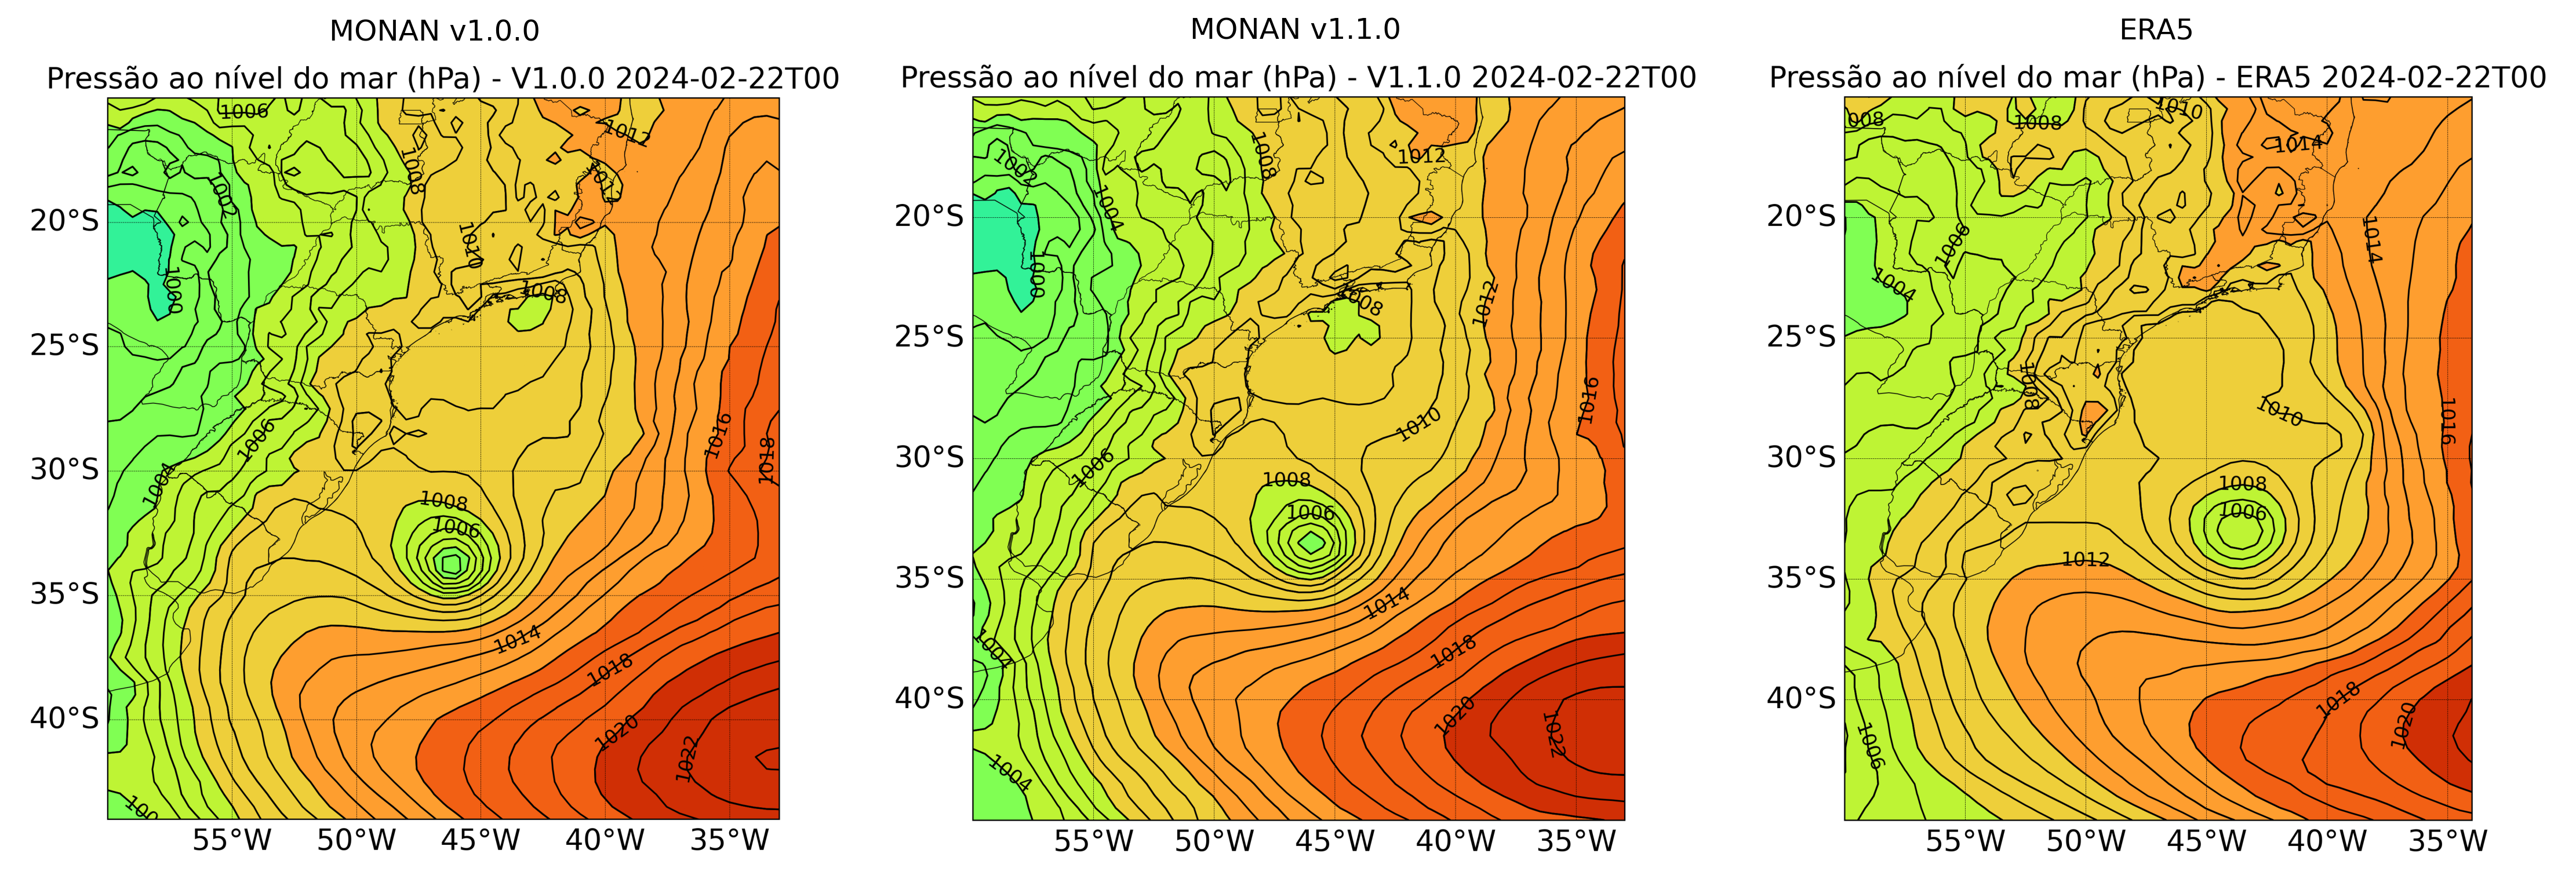 MONAN v1.0.0
Pressão ao nível do mar (hPa) - V1.0.0 2024-02-22T00
1006
1012
1008
1002
1012
1010
1000
1008
1006
1004
1016
1018
1008
1006
1014
1018
1020
1022
100
20°S
25°S
30°S
35°S
40°S
55°W
50°W
45°W
40°W
35°W
MONAN v1.1.0
Pressão ao nível do mar (hPa) - V1.1.0 2024-02-22T00
1008
1012
1002
1004
1000
1008
1012
1016
1010
1006
1008
1006
1014
1004
1018
1020
1022
1004
20°S
25°S
30°S
35°S
40°S
55°W
50°W
45°W
40°W
35°W
ERA5
Pressão ao nível do mar (hPa) - ERA5 2024-02-22T00
008
1008
1010
1014
1014
1006
1004
1008
1010
1016
1008
1006
1012
1018
1020
1006
20°S
25°S
30°S
35°S
40°S
55°W
50°W
45°W
40°W
35°W